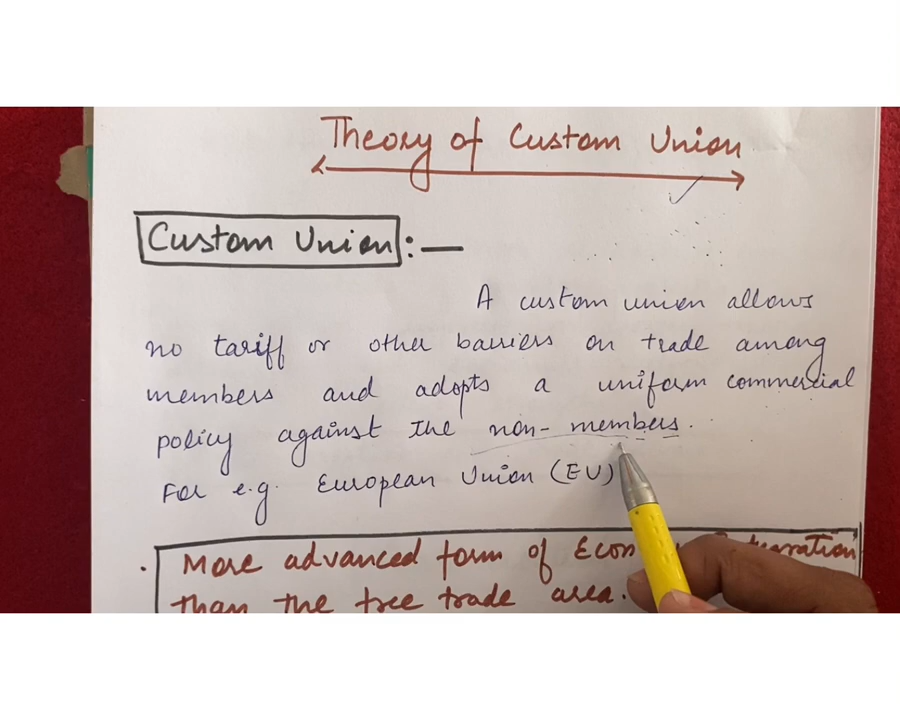 Theory of Custom Union
Custom Union :—
A custom union allows
no tariff or other barriers on trade among
members and adopts a uniform commercial
policy against the non-members.
For e.g. European Union (EU)
. More advanced form of
than the free trade area.